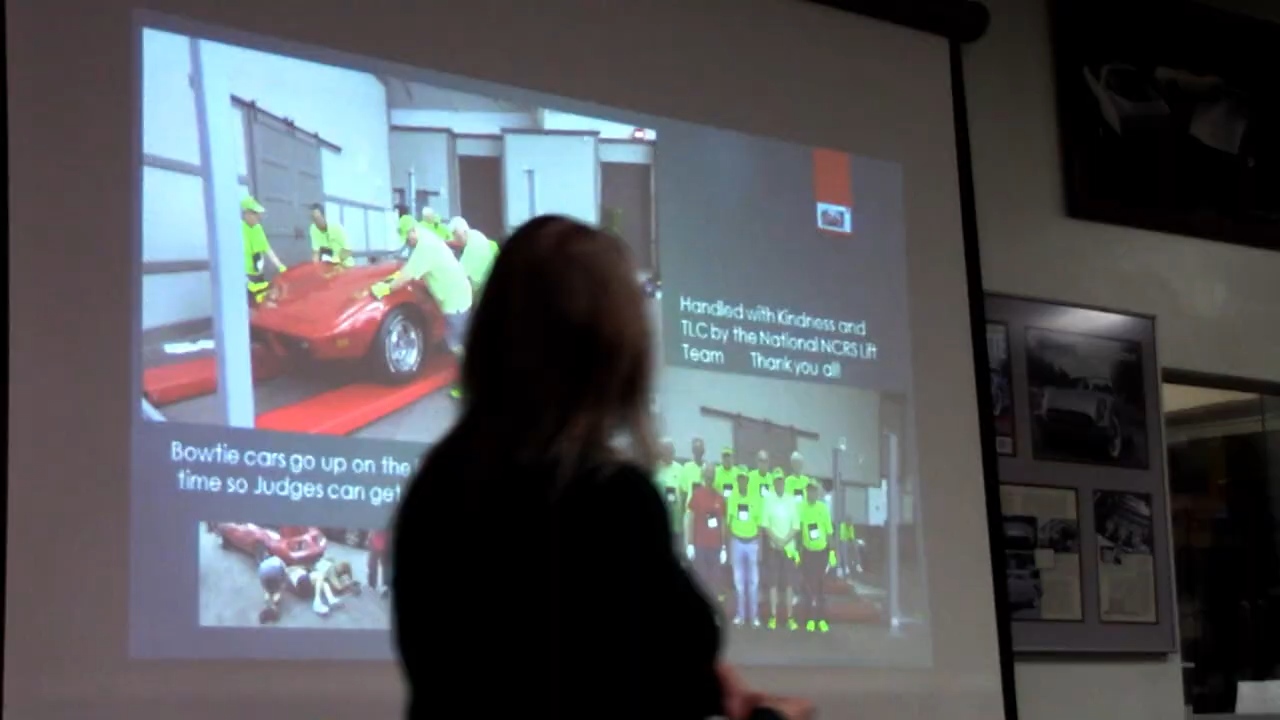 Handled with Kindness and
TLC by the National NCRS Lift
Team Thank you all
Bowtie cars go up on the
time so Judges can get